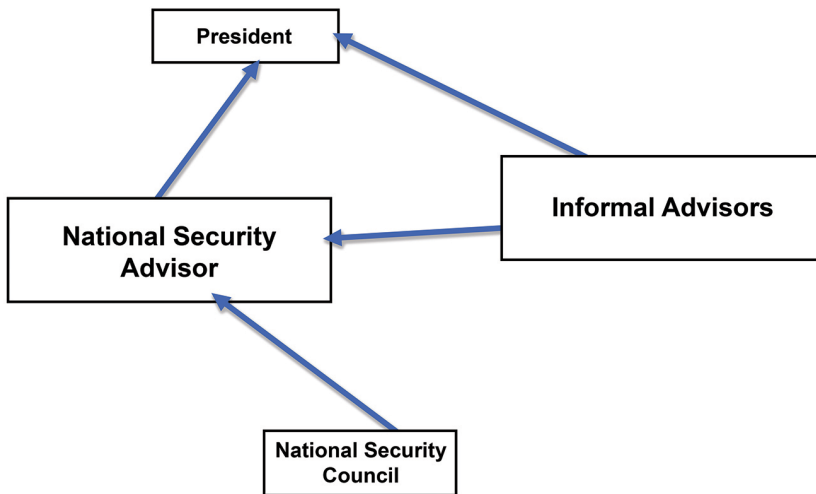 President
Informal Advisors
National Security
Advisor
National Security
Council